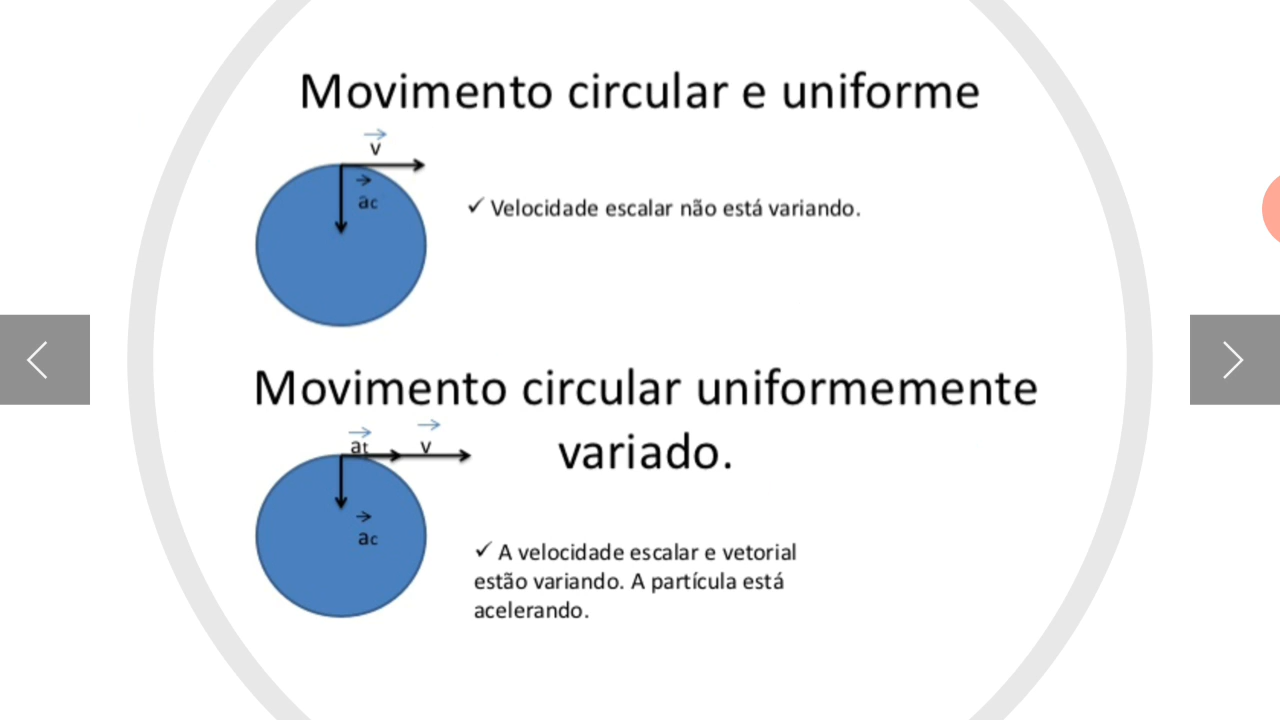 Movimento circular e uniforme
v
ac
✓ Velocidade escalar não está variando.
Movimento circular uniformemente
variado.
at v
ac
✓ A velocidade escalar e vetorial
estão variando. A partícula está
acelerando.